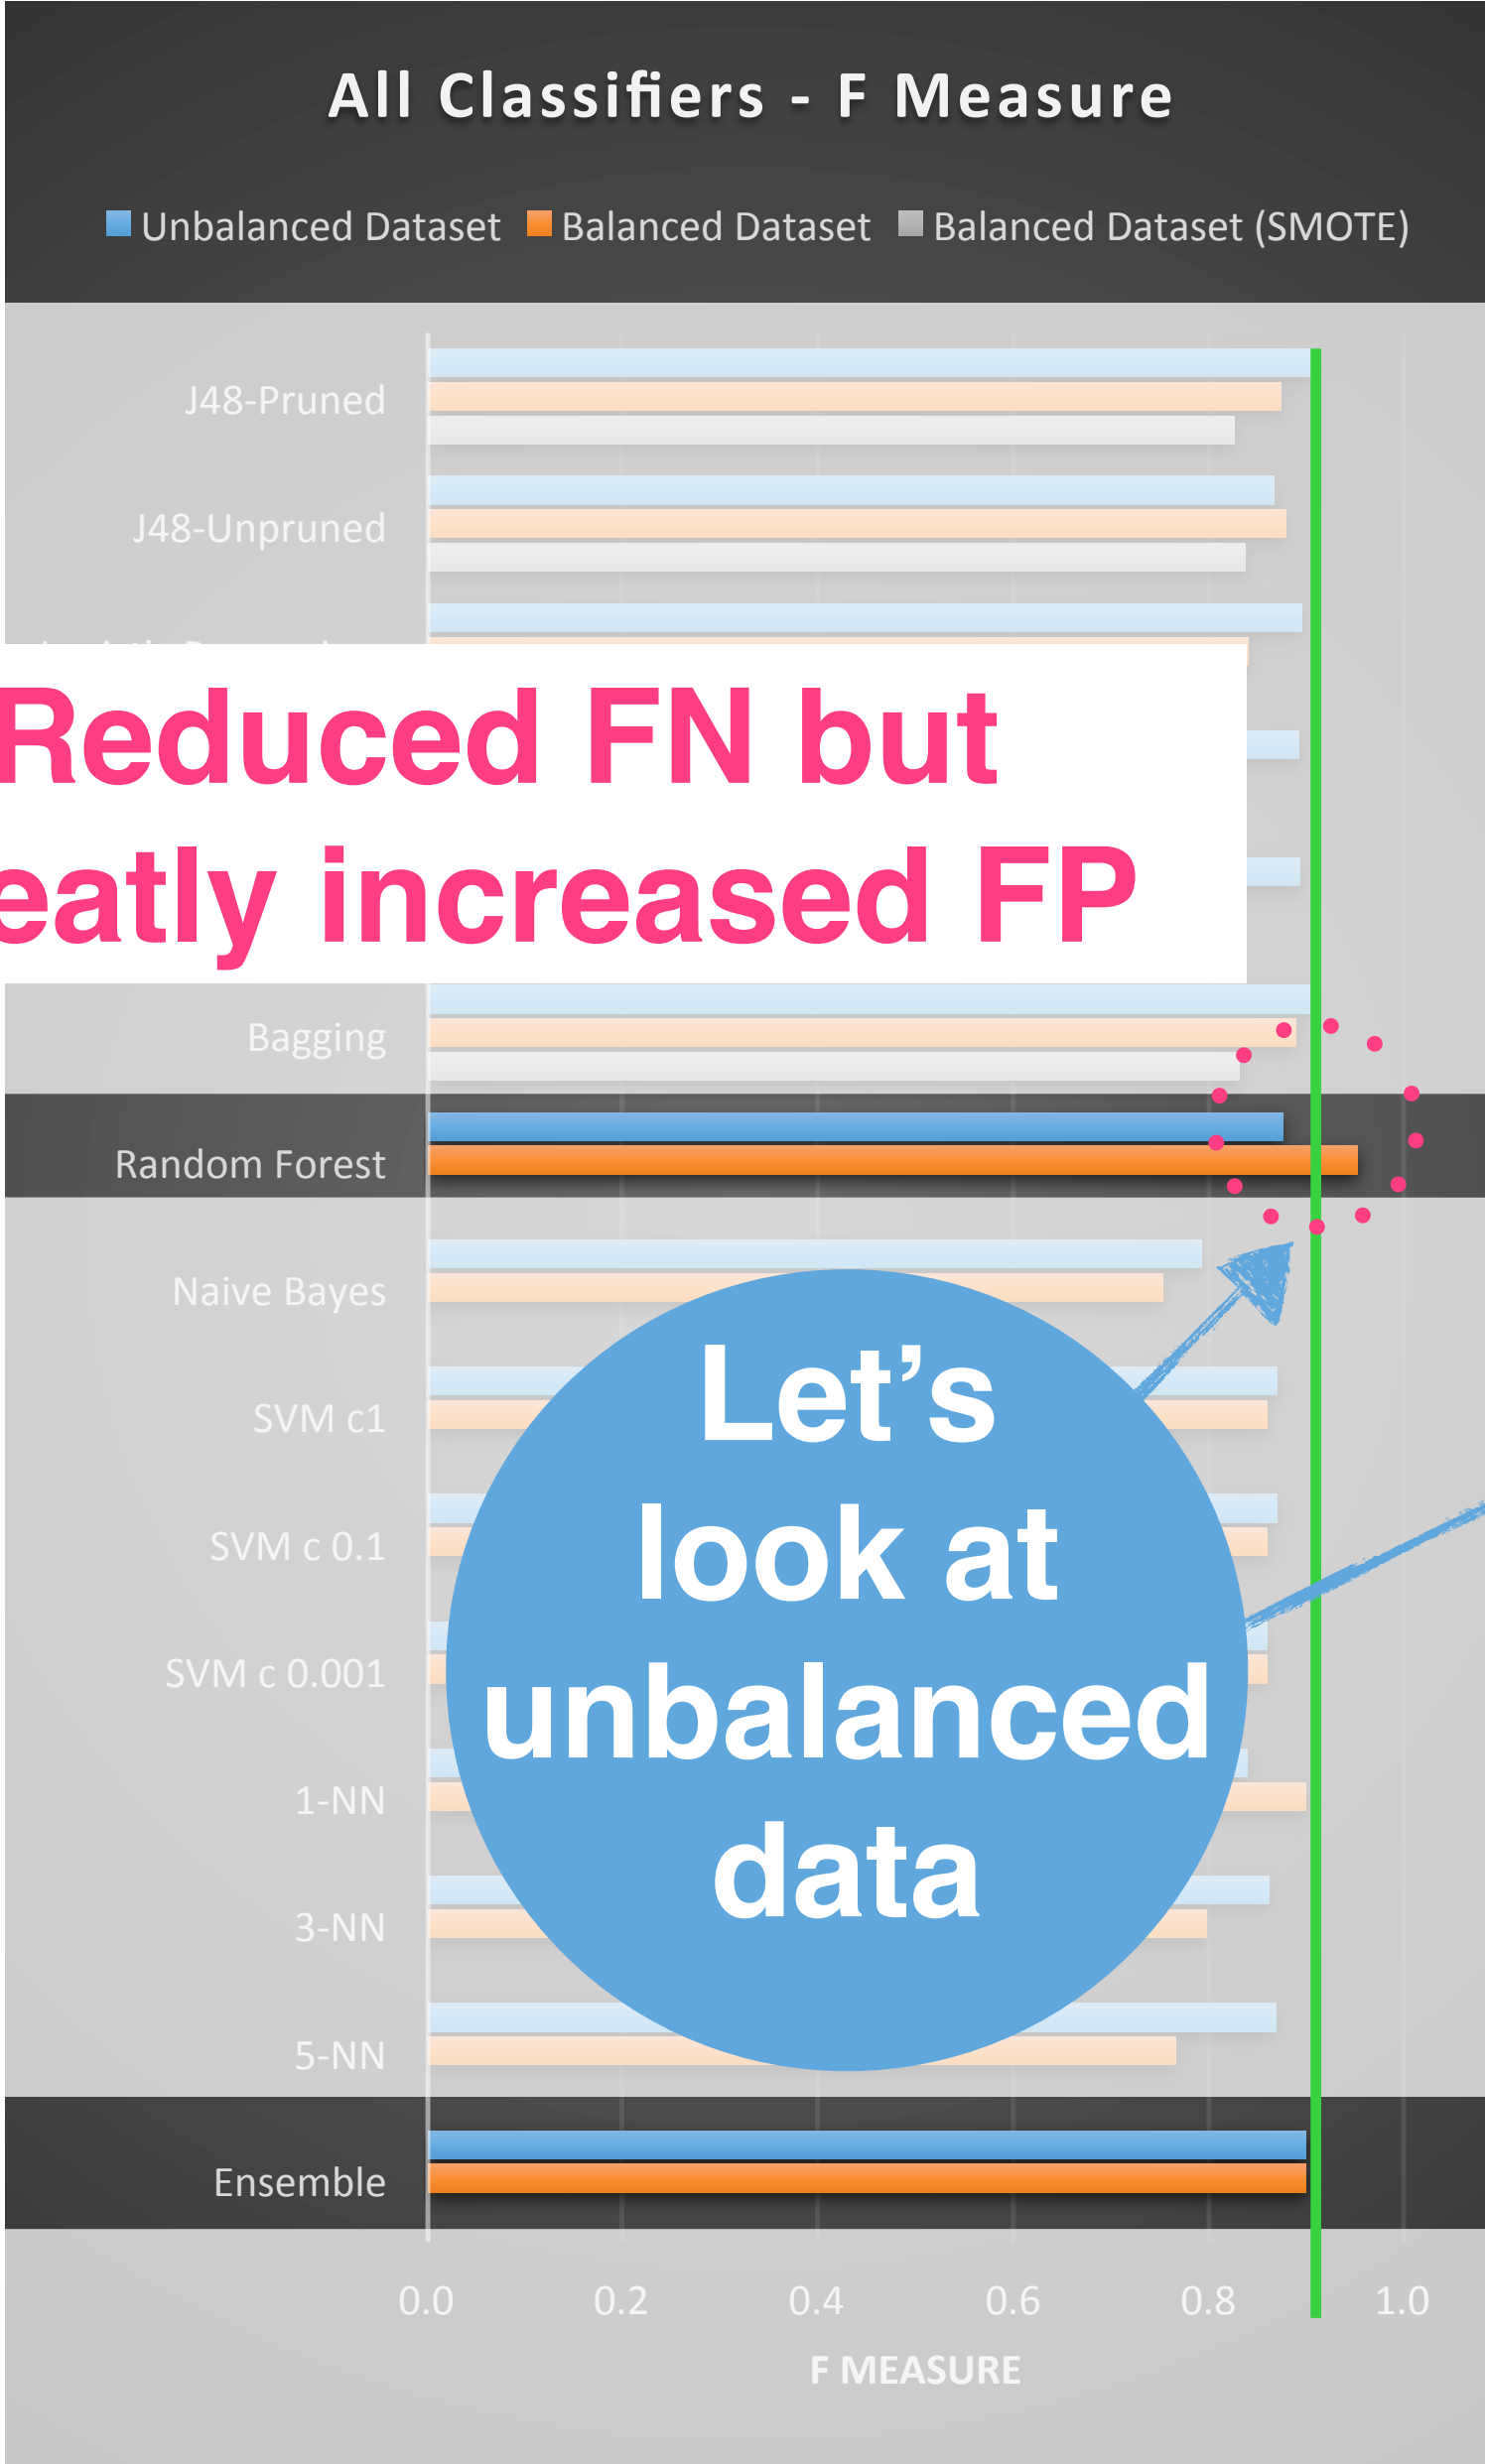 All Classifiers - F Measure
Unbalanced Dataset Balanced Dataset Balanced Dataset (SMOTE)
J48-Pruned
J48-Unpruned
Reduced FN but
eatly increased FP
Bagging
Random Forest
Naive Bayes
SVM c1
SVM c 0.1
SVM c 0.001
1-NN
3-NN
5-NN
Ensemble
Let’s
look at
unbalanced
data
0.0 0.2 0.4 0.6 0.8 1.0
F MEASURE